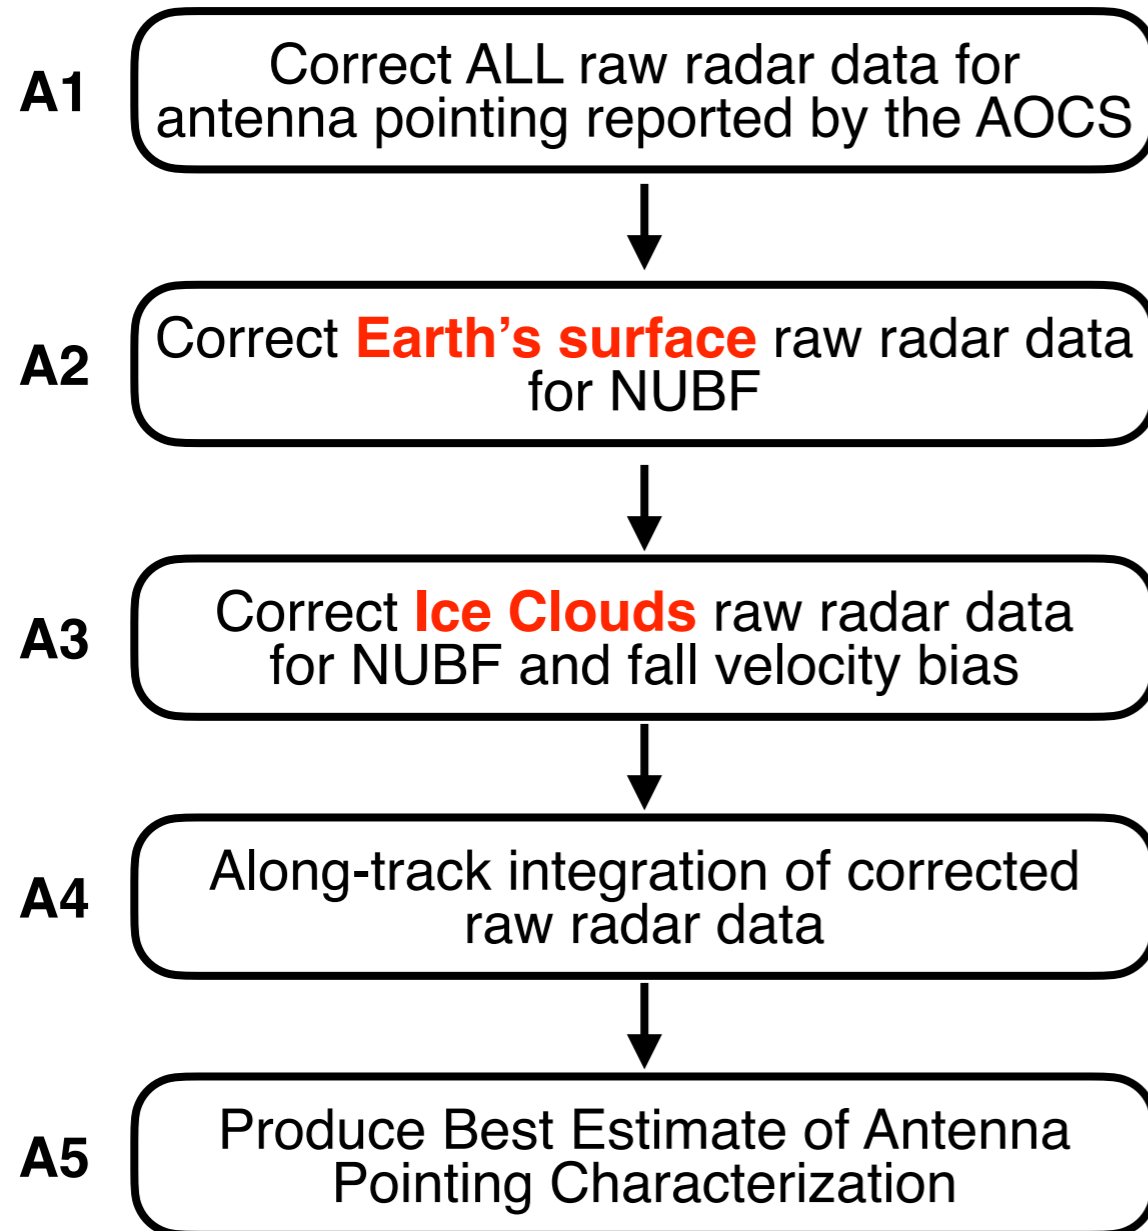 A1
Correct ALL raw radar data for
antenna pointing reported by the AOCS
A2
Correct Earth’s surface raw radar data
for NUBF
A3
Correct Ice Clouds raw radar data
for NUBF and fall velocity bias
A4
Along-track integration of corrected
raw radar data
A5
Produce Best Estimate of Antenna
Pointing Characterization